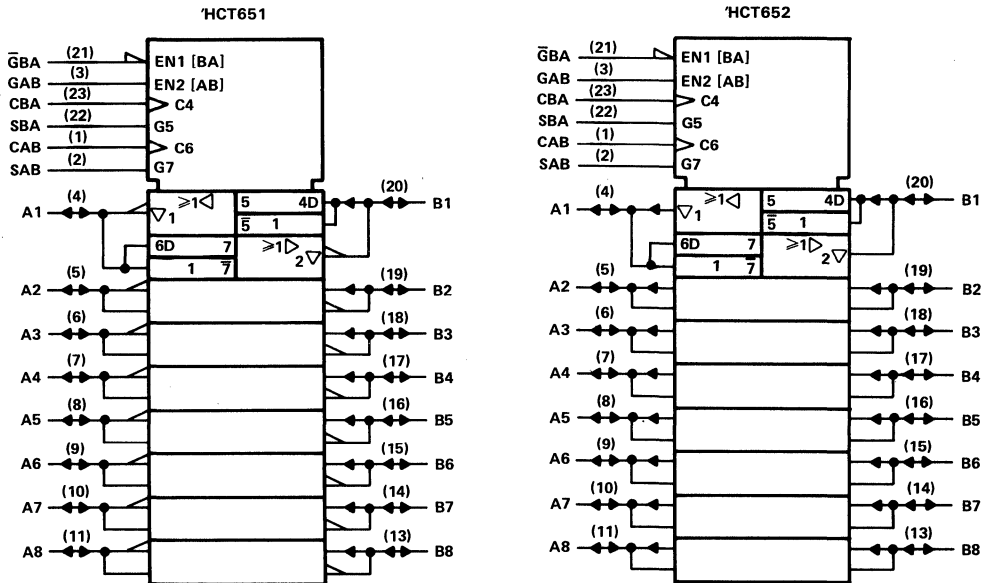 'HCT651
G̅BA (21) EN1 [BA]
GAB (3) EN2 [AB]
CBA (23) C4
SBA (22) G5
CAB (1) C6
SAB (2) G7
A1 (4) ▽1 ⩾1◁ 5 4D (20) B1
5̅ 1
6D 7 ⩾1▷ 2▽
1 7̅
A2 (5) (19) B2
A3 (6) (18) B3
A4 (7) (17) B4
A5 (8) (16) B5
A6 (9) (15) B6
A7 (10) (14) B7
A8 (11) (13) B8
'HCT652
G̅BA (21) EN1 [BA]
GAB (3) EN2 [AB]
CBA (23) C4
SBA (22) G5
CAB (1) C6
SAB (2) G7
A1 (4) ▽1 ⩾1◁ 5 4D (20) B1
5̅ 1
6D 7 ⩾1▷ 2▽
1 7̅
A2 (5) (19) B2
A3 (6) (18) B3
A4 (7) (17) B4
A5 (8) (16) B5
A6 (9) (15) B6
A7 (10) (14) B7
A8 (11) (13) B8